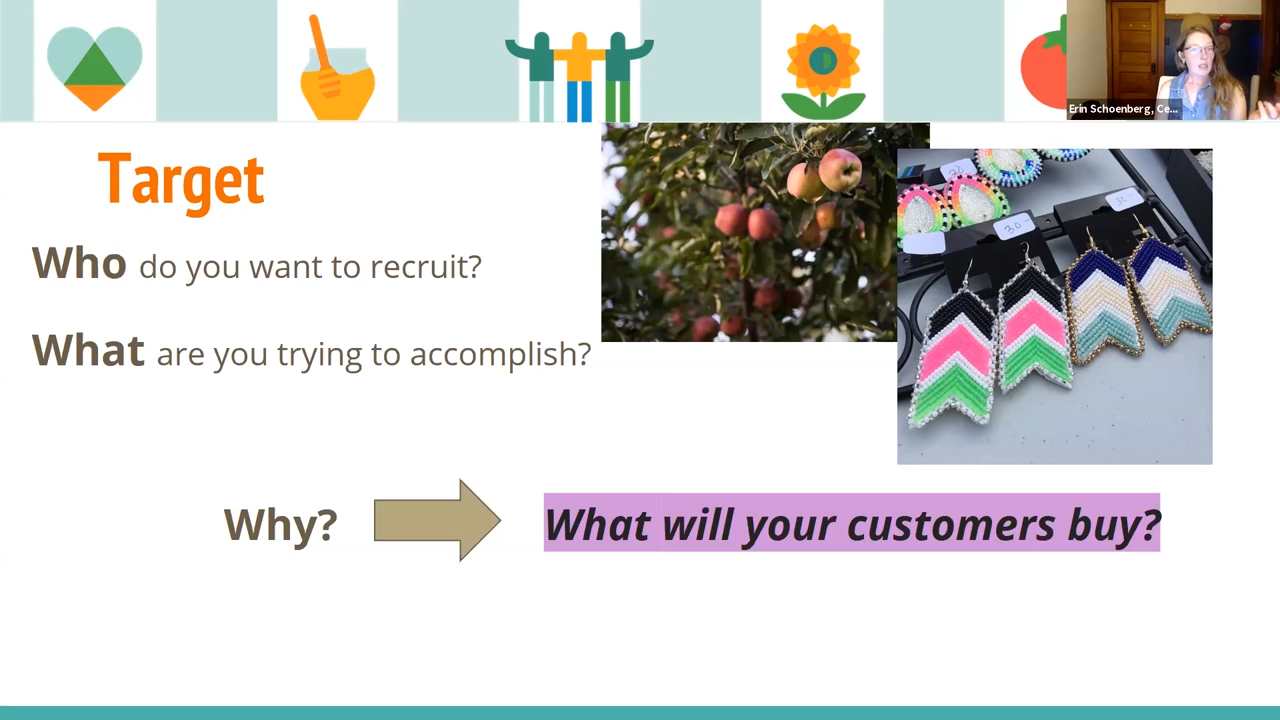 Erin Schoenberg, Ce...
Target
Who do you want to recruit?
What are you trying to accomplish?
30-
Why?
What will your customers buy?